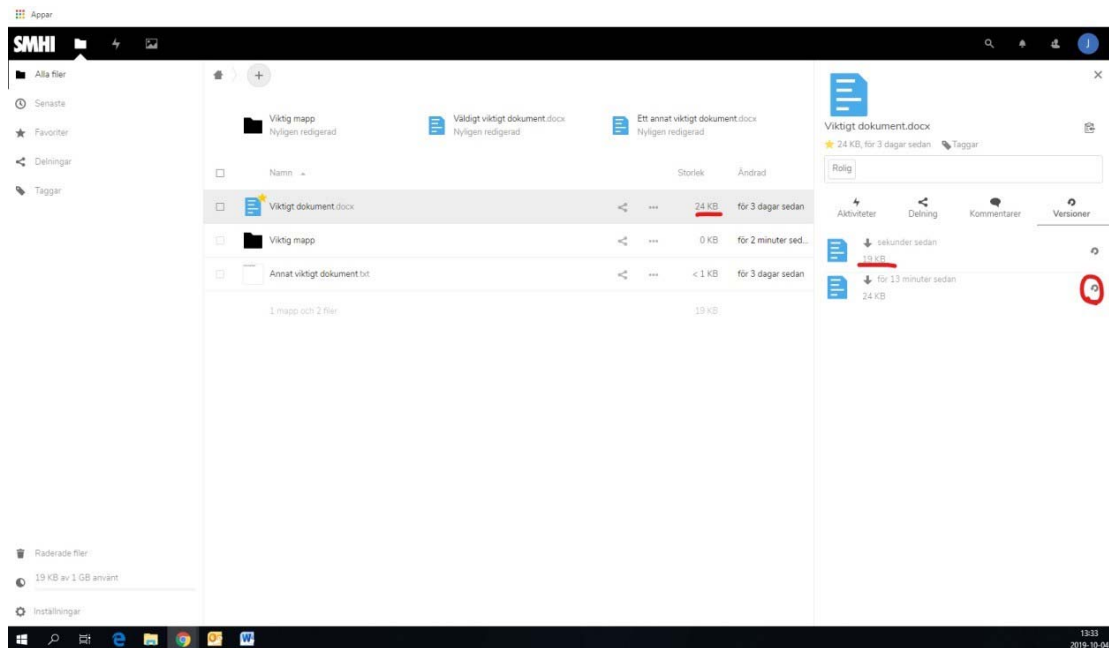 Appar
SMHI
J
Alla filer
Senaste
Favoriter
Delningar
Taggar
Viktig mapp
Nyligen redigerad
Väldigt viktigt dokument.docx
Nyligen redigerad
Ett annat viktigt dokument.docx
Nyligen redigerad
Namn Storlek Ändrad
Viktigt dokument.docx 24 KB för 3 dagar sedan
Viktig mapp 0 KB för 2 minuter sed...
Annat viktigt dokument.txt < 1 KB för 3 dagar sedan
1 mapp och 2 filer 19 KB
Viktigt dokument.docx
24 KB, för 3 dagar sedan Taggar
Rolig
Aktiviteter Delning Kommentarer Versioner
sekunder sedan
19 KB
för 13 minuter sedan
24 KB
Raderade filer
19 KB av 1 GB använt
Inställningar
13:33
2019-10-04